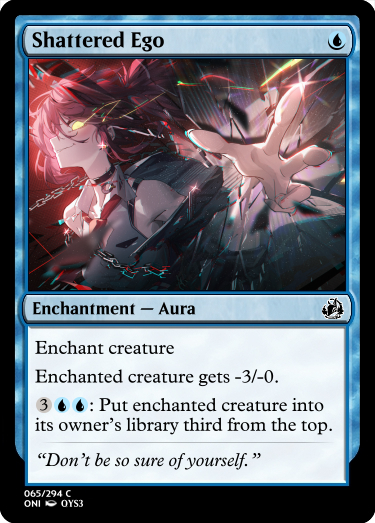 Shattered Ego
Enchantment — Aura
Enchant creature
Enchanted creature gets -3/-0.
3: Put enchanted creature into
its owner's library third from the top.
“Don't be so sure of yourself.”
065/294 C
ONI OYS3